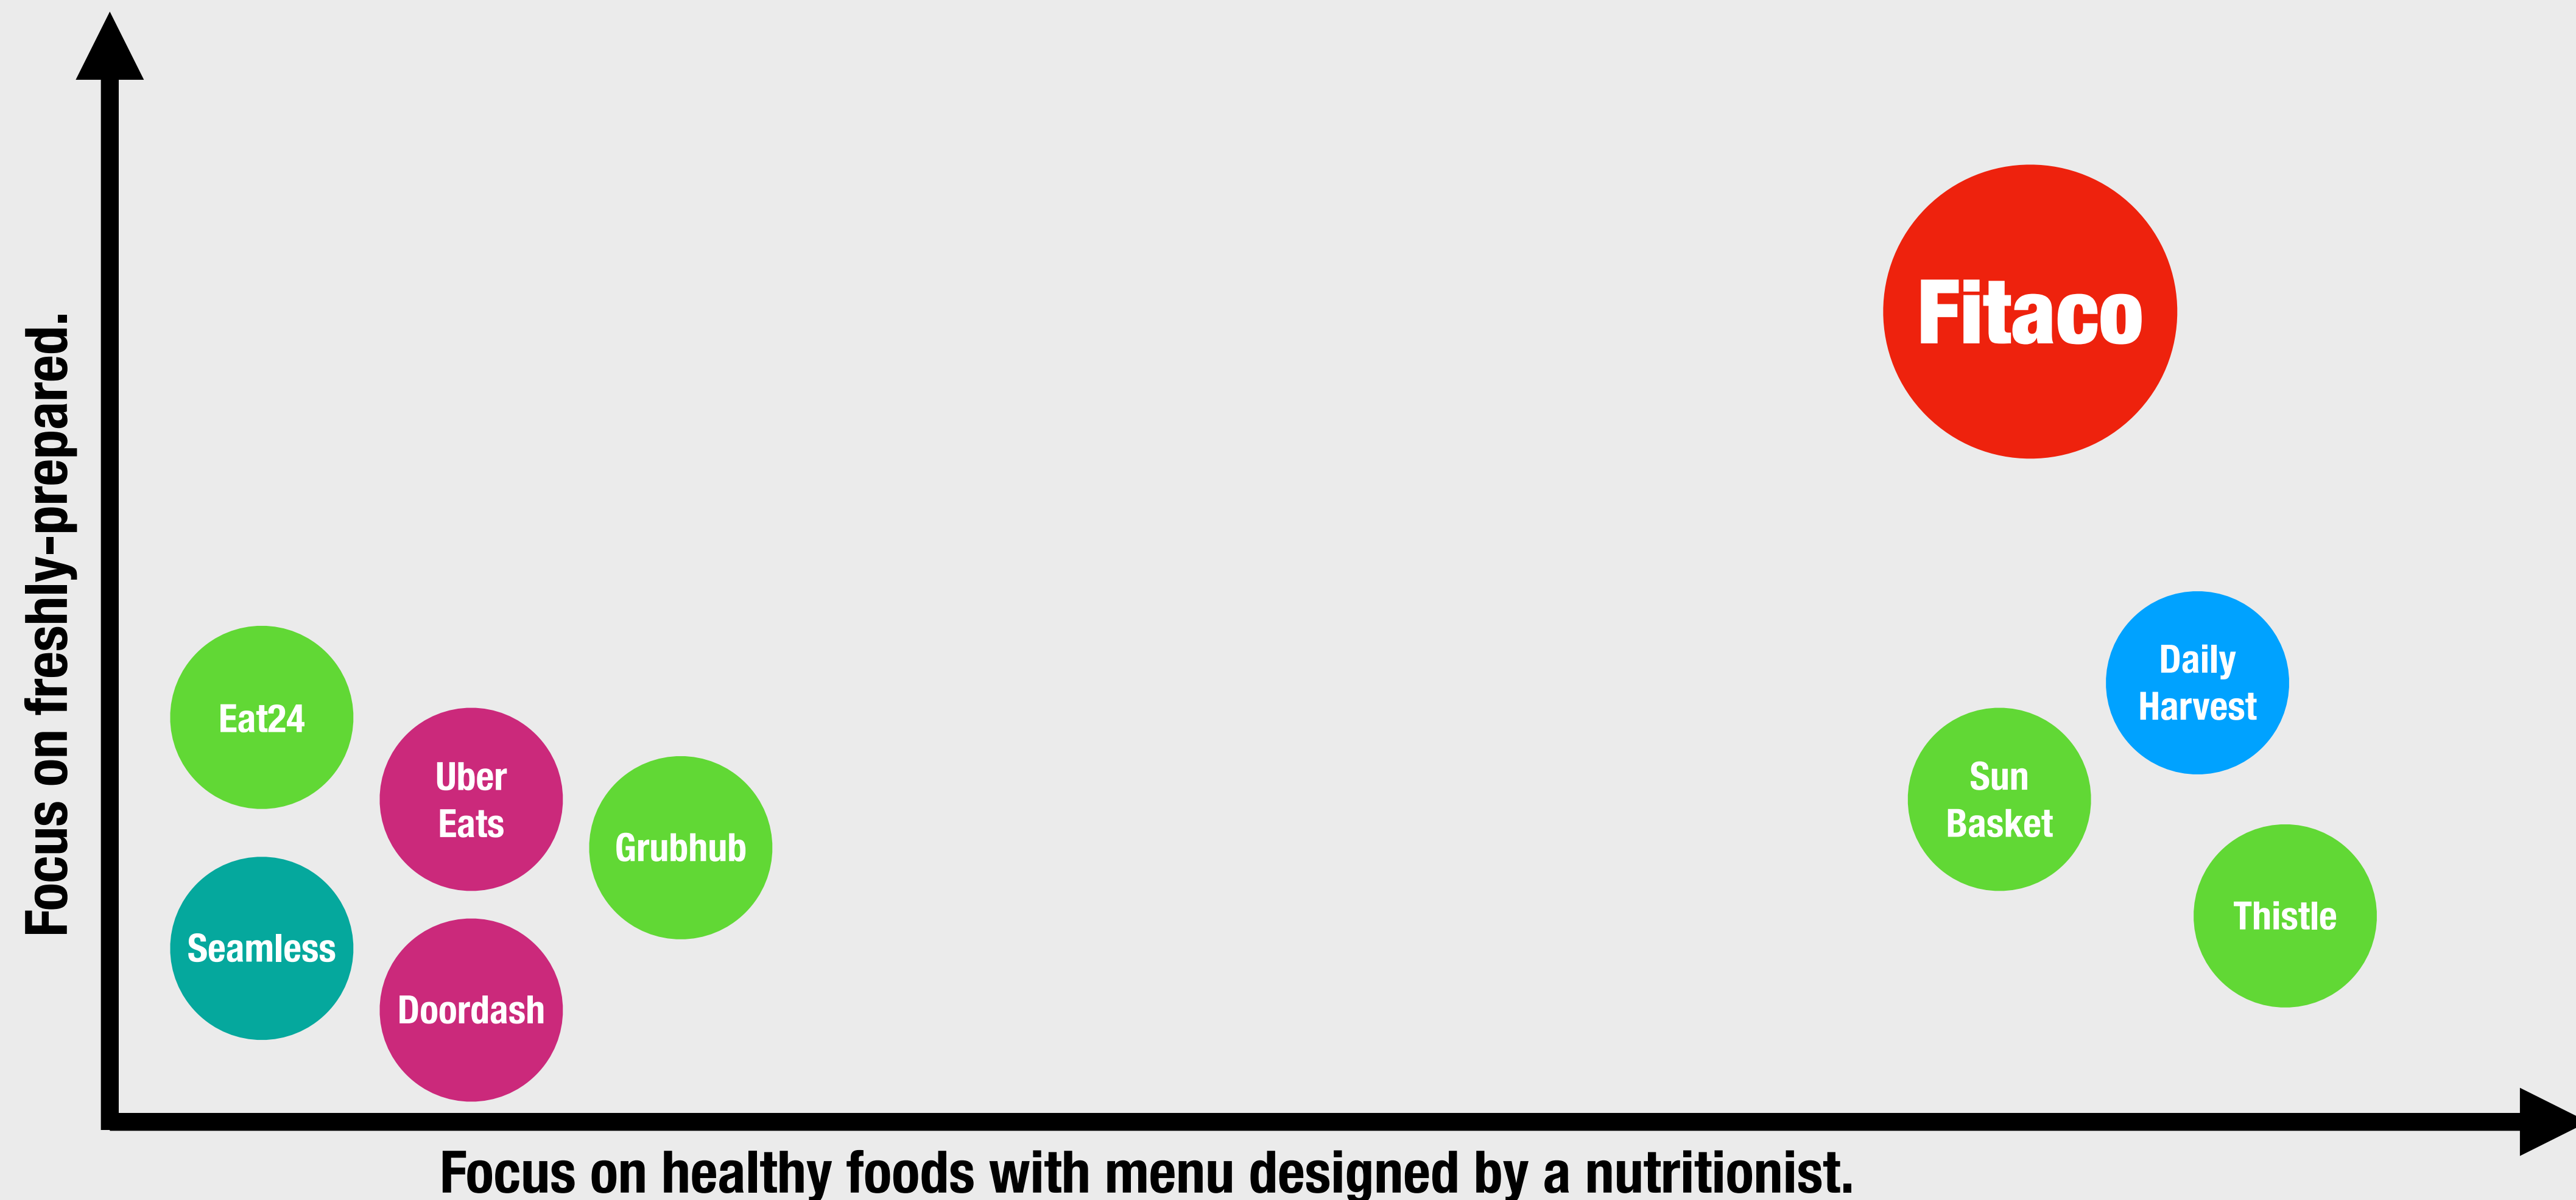 Focus on freshly-prepared.
Fitaco
Daily
Harvest
Eat24
Uber
Eats
Sun
Basket
Grubhub
Thistle
Seamless
Doordash
Focus on healthy foods with menu designed by a nutritionist.